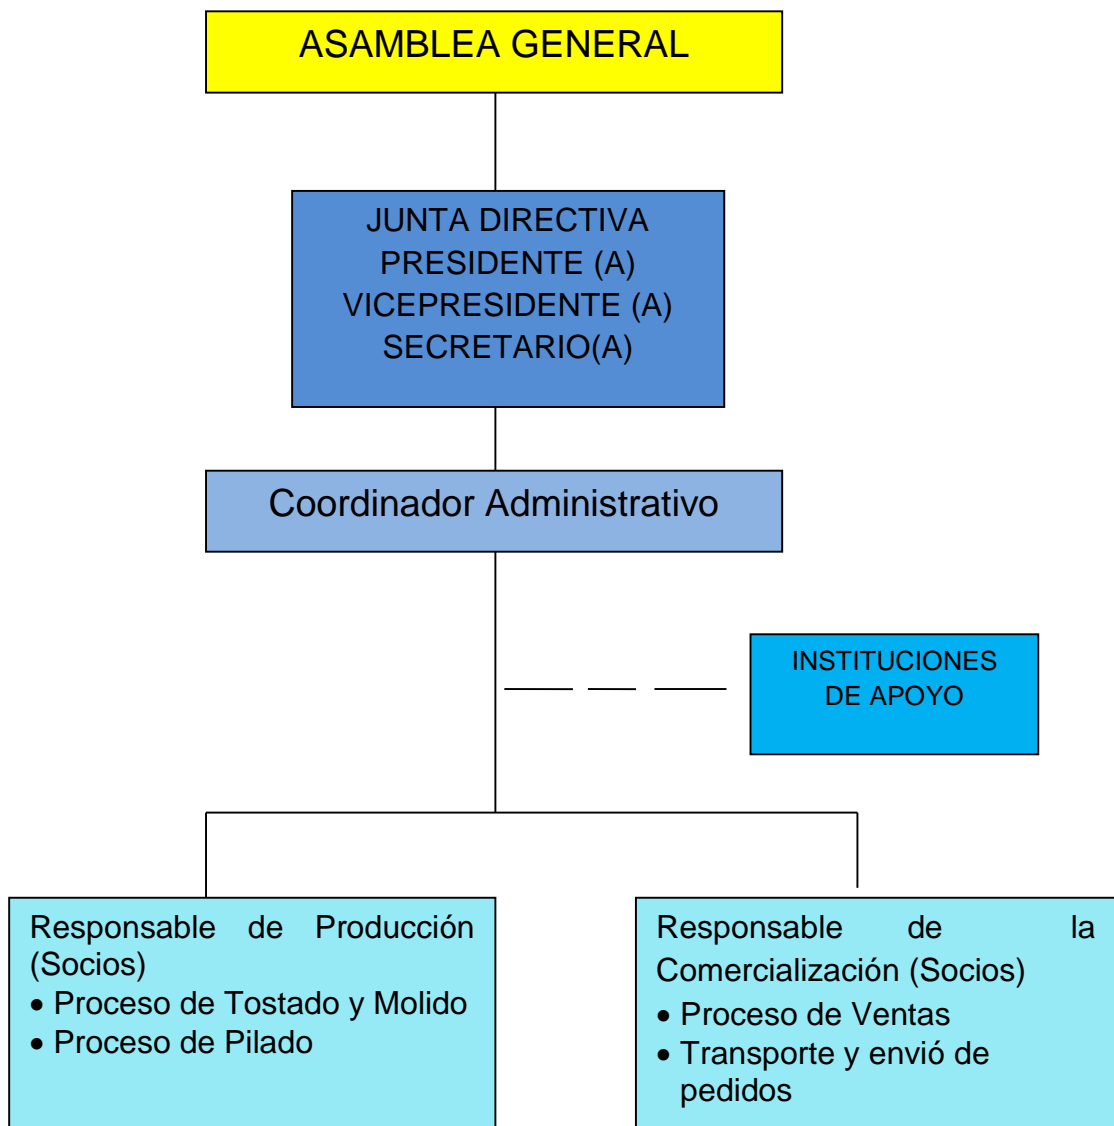 ASAMBLEA GENERAL
JUNTA DIRECTIVA
PRESIDENTE (A)
VICEPRESIDENTE (A)
SECRETARIO(A)
Coordinador Administrativo
INSTITUCIONES
DE APOYO
Responsable de Producción
(Socios)
• Proceso de Tostado y Molido
• Proceso de Pilado
Responsable de la
Comercialización (Socios)
• Proceso de Ventas
• Transporte y envió de
pedidos